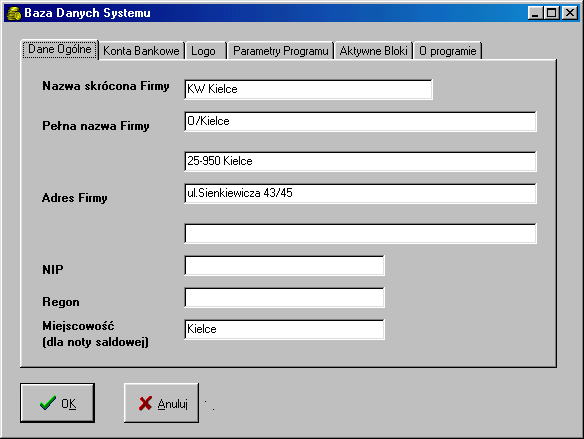 Baza Danych Systemu
Dane Ogólne Konta Bankowe Logo Parametry Programu Aktywne Bloki O programie
Nazwa skrócona Firmy KW Kielce
Pełna nazwa Firmy O/Kielce
25-950 Kielce
Adres Firmy ul.Sienkiewicza 43/45
NIP
Regon
Miejscowość Kielce
(dla noty saldowej)
OK Anuluj